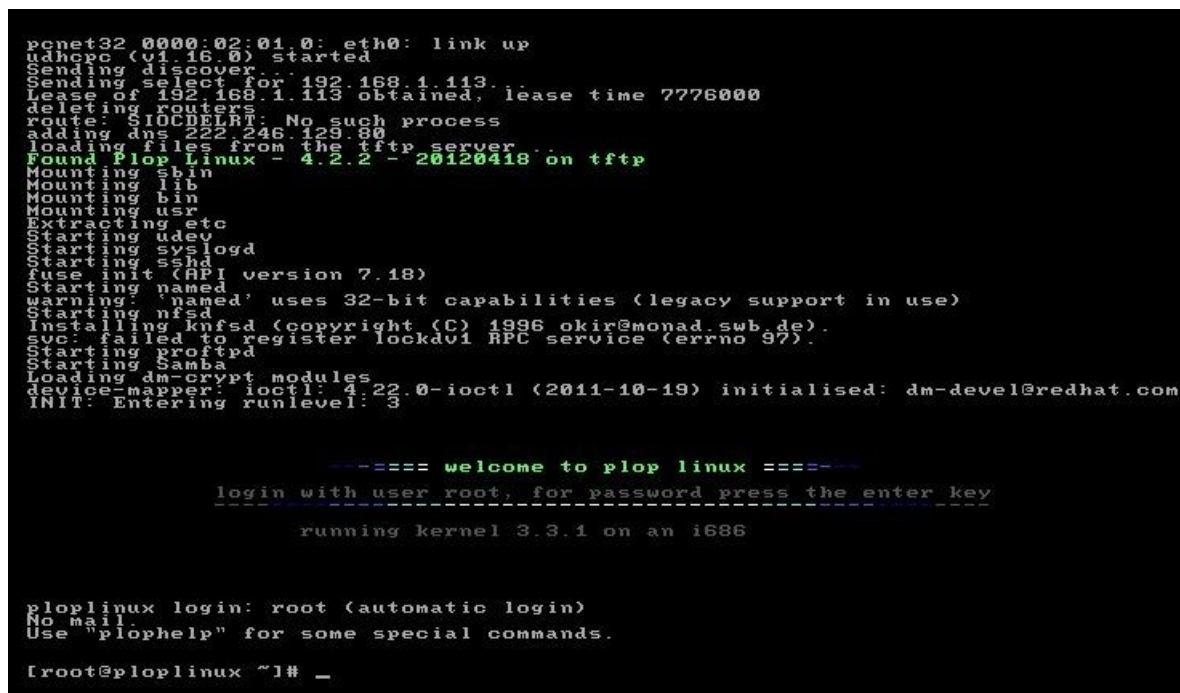 pcnet32 0000:02:01.0: eth0: link up
udhcpc (v1.16.0) started
Sending discover...
Sending select for 192.168.1.113...
Lease of 192.168.1.113 obtained, lease time 7776000
deleting routers
route: SIOCDELRT: No such process
adding dns 222.246.129.80
loading files from the tftp server ..
Found Plop Linux - 4.2.2 - 20120418 on tftp
Mounting sbin
Mounting lib
Mounting bin
Mounting usr
Extracting etc
Starting udev
Starting syslogd
Starting sshd
fuse init (API version 7.18)
Starting named
warning: `named' uses 32-bit capabilities (legacy support in use)
Starting nfsd
Installing knfsd (copyright (C) 1996 okir@monad.swb.de).
svc: failed to register lockdv1 RPC service (errno 97).
Starting proftpd
Starting Samba
Loading dm-crypt modules
device-mapper: ioctl: 4.22.0-ioctl (2011-10-19) initialised: dm-devel@redhat.com
INIT: Entering runlevel: 3
---==== welcome to plop linux ====---
login with user root, for password press the enter key
running kernel 3.3.1 on an i686
ploplinux login: root (automatic login)
No mail.
Use "plophelp" for some special commands.
[root@ploplinux ~]# _